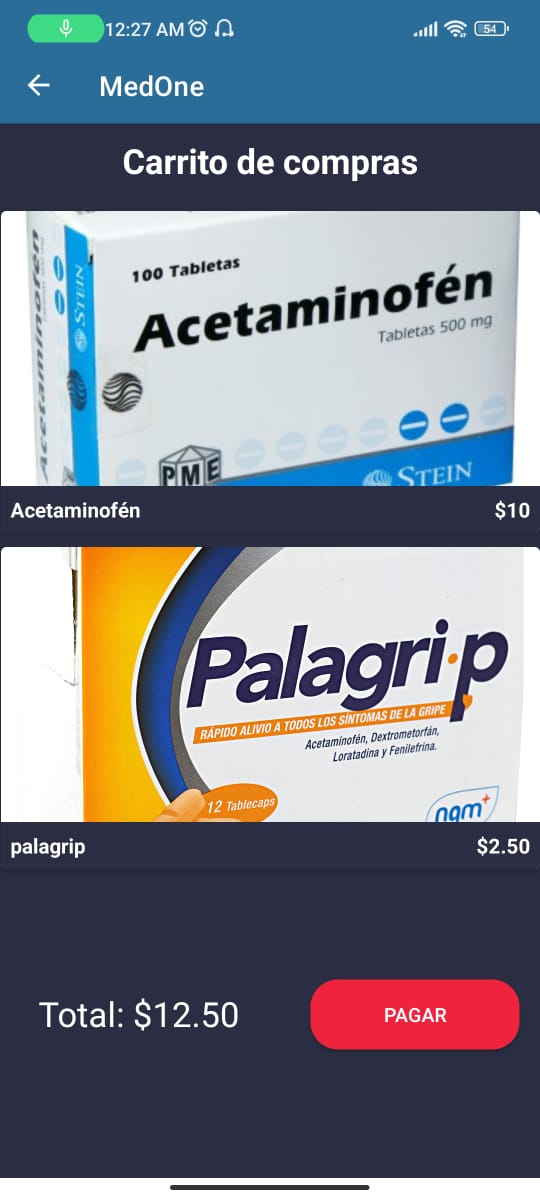 12:27 AM
54
MedOne
Carrito de compras
100 Tabletas
Acetaminofén
Tabletas 500 mg
Acetaminofén
STEIN
PME
STEIN
Acetaminofén
$10
Palagrip
RÁPIDO ALIVIO A TODOS LOS SÍNTOMAS DE LA GRIPE
Acetaminofén, Dextrometorfán,
Loratadina y Fenilefrina.
12 Tablecaps
ngm
palagrip
$2.50
Total: $12.50
PAGAR